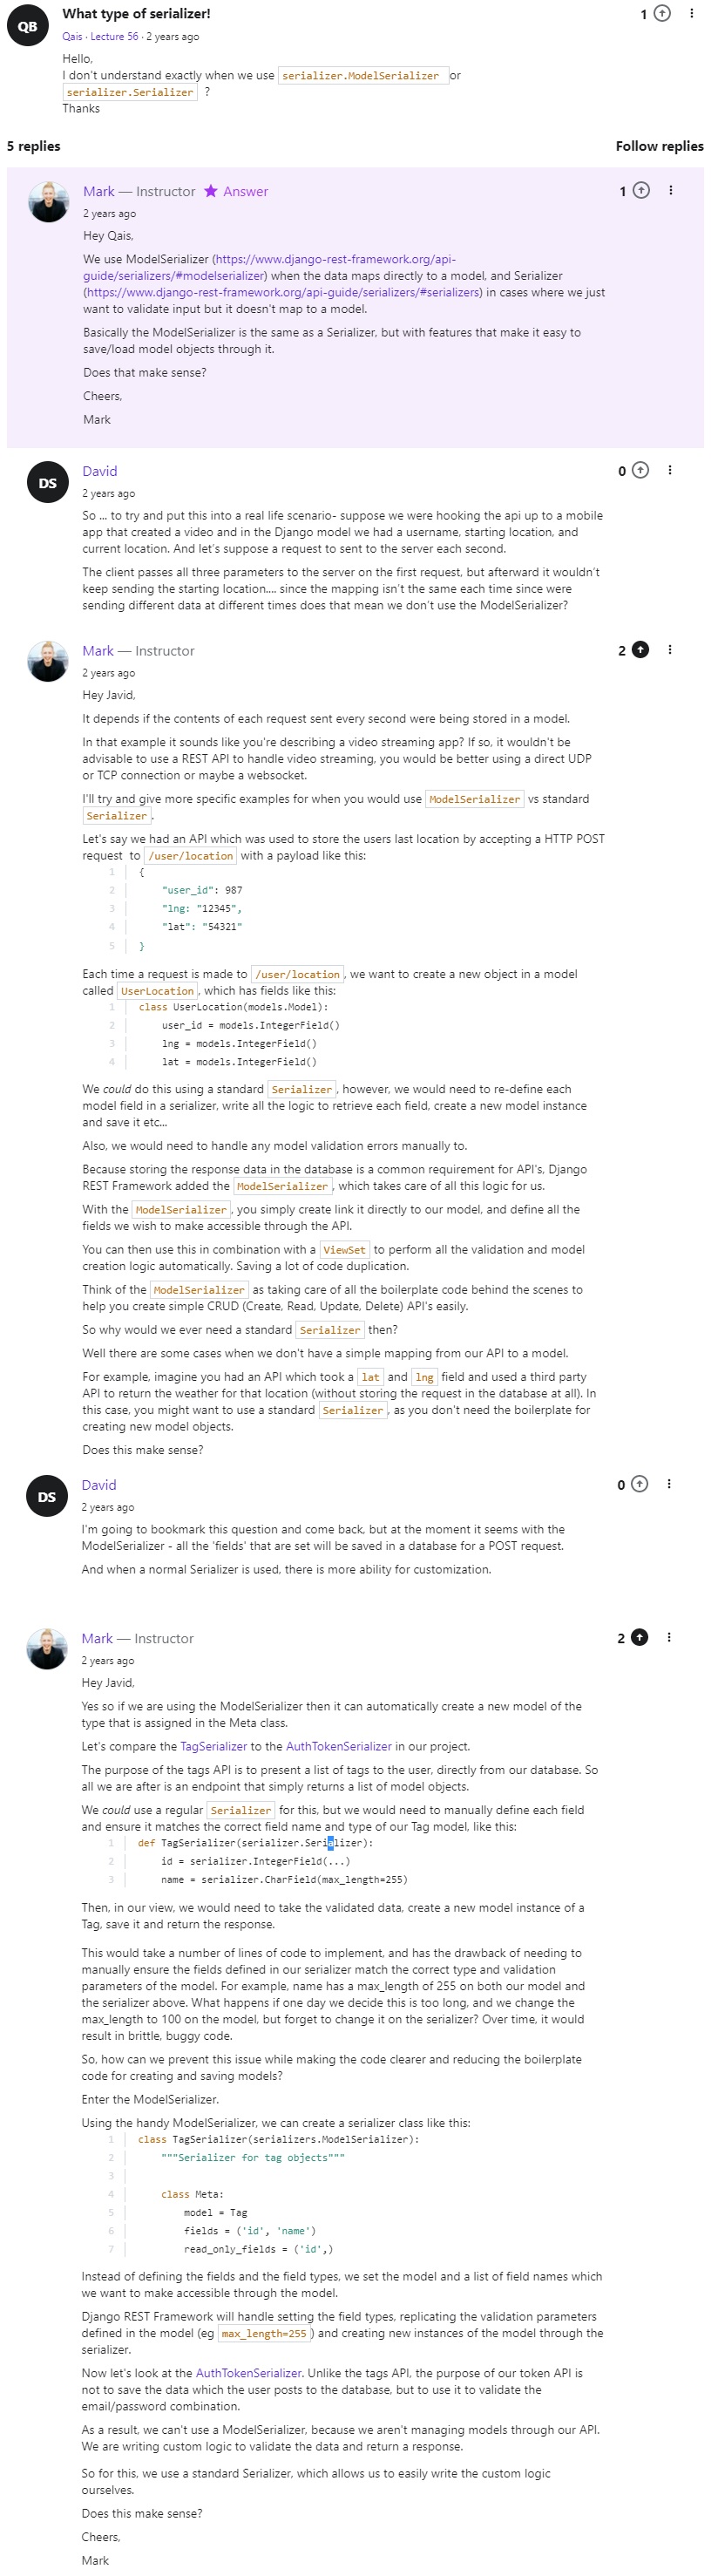 QB
What type of serializer!
1
Qais · Lecture 56 · 2 years ago
Hello,
I don't understand exactly when we use serializer.ModelSerializer or
serializer.Serializer ?
Thanks
5 replies
Follow replies
Mark — Instructor ★ Answer
1
2 years ago
Hey Qais,
We use ModelSerializer (https://www.django-rest-framework.org/api-
guide/serializers/#modelserializer) when the data maps directly to a model, and Serializer
(https://www.django-rest-framework.org/api-guide/serializers/#serializers) in cases where we just
want to validate input but it doesn't map to a model.
Basically the ModelSerializer is the same as a Serializer, but with features that make it easy to
save/load model objects through it.
Does that make sense?
Cheers,
Mark
DS
David
0
2 years ago
So ... to try and put this into a real life scenario- suppose we were hooking the api up to a mobile
app that created a video and in the Django model we had a username, starting location, and
current location. And let's suppose a request to sent to the server each second.
The client passes all three parameters to the server on the first request, but afterward it wouldn't
keep sending the starting location.... since the mapping isn't the same each time since were
sending different data at different times does that mean we don't use the ModelSerializer?
Mark — Instructor
2
2 years ago
Hey Javid,
It depends if the contents of each request sent every second were being stored in a model.
In that example it sounds like you're describing a video streaming app? If so, it wouldn't be
advisable to use a REST API to handle video streaming, you would be better using a direct UDP
or TCP connection or maybe a websocket.
I'll try and give more specific examples for when you would use ModelSerializer vs standard
Serializer.
Let's say we had an API which was used to store the users last location by accepting a HTTP POST
request to /user/location with a payload like this:
1 {
2 "user_id": 987
3 "lng: "12345",
4 "lat": "54321"
5 }
Each time a request is made to /user/location, we want to create a new object in a model
called UserLocation, which has fields like this:
1 class UserLocation(models.Model):
2 user_id = models.IntegerField()
3 lng = models.IntegerField()
4 lat = models.IntegerField()
We could do this using a standard Serializer, however, we would need to re-define each
model field in a serializer, write all the logic to retrieve each field, create a new model instance
and save it etc...
Also, we would need to handle any model validation errors manually to.
Because storing the response data in the database is a common requirement for API's, Django
REST Framework added the ModelSerializer, which takes care of all this logic for us.
With the ModelSerializer, you simply create link it directly to our model, and define all the
fields we wish to make accessible through the API.
You can then use this in combination with a ViewSet to perform all the validation and model
creation logic automatically. Saving a lot of code duplication.
Think of the ModelSerializer as taking care of all the boilerplate code behind the scenes to
help you create simple CRUD (Create, Read, Update, Delete) API's easily.
So why would we ever need a standard Serializer then?
Well there are some cases when we don't have a simple mapping from our API to a model.
For example, imagine you had an API which took a lat and lng field and used a third party
API to return the weather for that location (without storing the request in the database at all). In
this case, you might want to use a standard Serializer, as you don't need the boilerplate for
creating new model objects.
Does this make sense?
DS
David
0
2 years ago
I'm going to bookmark this question and come back, but at the moment it seems with the
ModelSerializer - all the 'fields' that are set will be saved in a database for a POST request.
And when a normal Serializer is used, there is more ability for customization.
Mark — Instructor
2
2 years ago
Hey Javid,
Yes so if we are using the ModelSerializer then it can automatically create a new model of the
type that is assigned in the Meta class.
Let's compare the TagSerializer to the AuthTokenSerializer in our project.
The purpose of the tags API is to present a list of tags to the user, directly from our database. So
all we are after is an endpoint that simply returns a list of model objects.
We could use a regular Serializer for this, but we would need to manually define each field
and ensure it matches the correct field name and type of our Tag model, like this:
1 def TagSerializer(serializer.Serializer):
2 id = serializer.IntegerField(...)
3 name = serializer.CharField(max_length=255)
Then, in our view, we would need to take the validated data, create a new model instance of a
Tag, save it and return the response.
This would take a number of lines of code to implement, and has the drawback of needing to
manually ensure the fields defined in our serializer match the correct type and validation
parameters of the model. For example, name has a max_length of 255 on both our model and
the serializer above. What happens if one day we decide this is too long, and we change the
max_length to 100 on the model, but forget to change it on the serializer? Over time, it would
result in brittle, buggy code.
So, how can we prevent this issue while making the code clearer and reducing the boilerplate
code for creating and saving models?
Enter the ModelSerializer.
Using the handy ModelSerializer, we can create a serializer class like this:
1 class TagSerializer(serializers.ModelSerializer):
2 """Serializer for tag objects"""
3
4 class Meta:
5 model = Tag
6 fields = ('id', 'name')
7 read_only_fields = ('id',)
Instead of defining the fields and the field types, we set the model and a list of field names which
we want to make accessible through the model.
Django REST Framework will handle setting the field types, replicating the validation parameters
defined in the model (eg max_length=255) and creating new instances of the model through the
serializer.
Now let's look at the AuthTokenSerializer. Unlike the tags API, the purpose of our token API is
not to save the data which the user posts to the database, but to use it to validate the
email/password combination.
As a result, we can't use a ModelSerializer, because we aren't managing models through our API.
We are writing custom logic to validate the data and return a response.
So for this, we use a standard Serializer, which allows us to easily write the custom logic
ourselves.
Does this make sense?
Cheers,
Mark